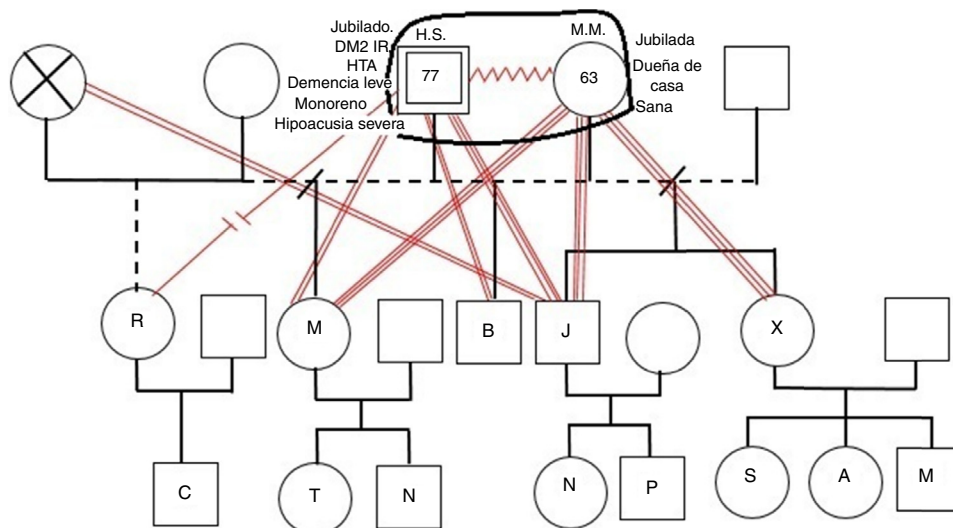 Jubilado.
DM2 IR
HTA
Demencia leve
Monoreno
Hipoacusia severa
H.S.
77
M.M.
63
Jubilada
Dueña de
casa
Sana
R
M
B
J
X
C
T
N
N
P
S
A
M